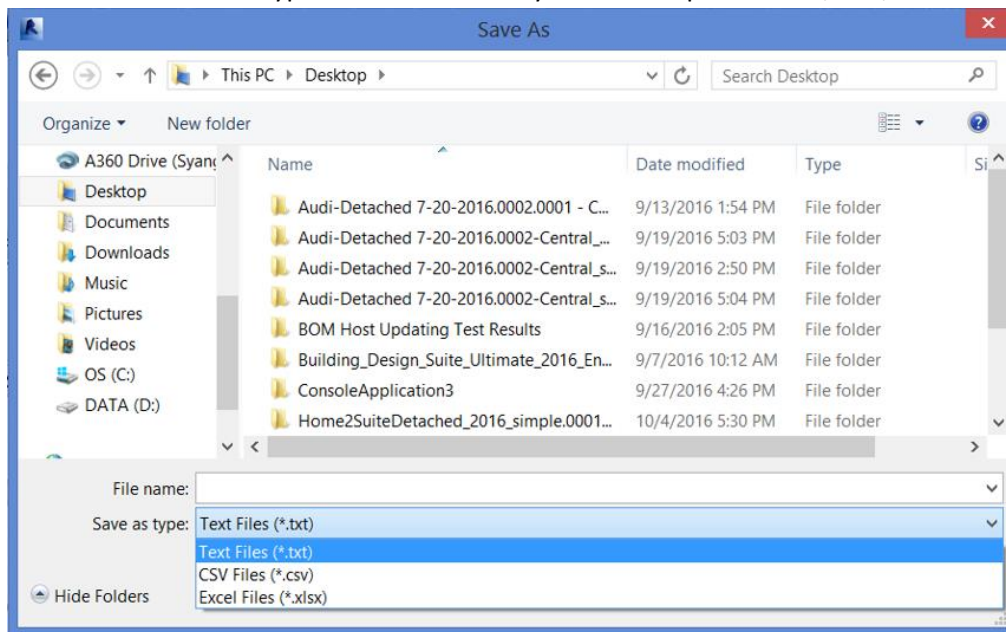 Save As
This PC Desktop
Search Desktop
Organize New folder
A360 Drive (Syang
Desktop
Documents
Downloads
Music
Pictures
Videos
OS (C:)
DATA (D:)
Name Date modified Type Si
Audi-Detached 7-20-2016.0002.0001 - C... 9/13/2016 1:54 PM File folder
Audi-Detached 7-20-2016.0002-Central_... 9/19/2016 5:03 PM File folder
Audi-Detached 7-20-2016.0002-Central_s... 9/19/2016 2:50 PM File folder
Audi-Detached 7-20-2016.0002-Central_s... 9/19/2016 5:04 PM File folder
BOM Host Updating Test Results 9/16/2016 2:05 PM File folder
Building_Design_Suite_Ultimate_2016_En... 9/7/2016 10:12 AM File folder
ConsoleApplication3 9/27/2016 4:26 PM File folder
Home2SuiteDetached_2016_simple.0001... 10/4/2016 5:30 PM File folder
File name:
Save as type: Text Files (*.txt)
Text Files (*.txt)
CSV Files (*.csv)
Excel Files (*.xlsx)
Hide Folders